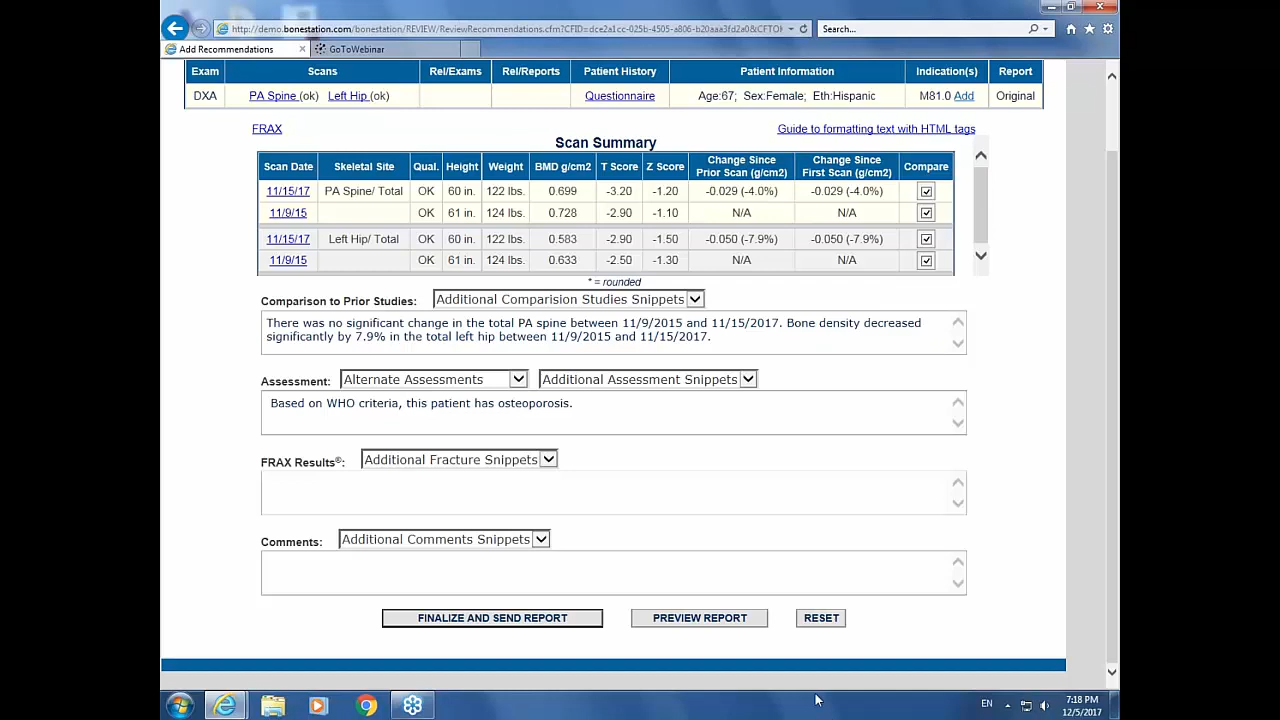 http://demo.bonestation.com/bonestation/REVIEW/ReviewRecommendations.cfm?CFID=dce2a1cc-025b-4505-a806-b20aaa3fd2a0&CFTO
Search...
Add Recommendations
GoToWebinar
Exam Scans Rel/Exams Rel/Reports Patient History Patient Information Indication(s) Report
DXA PA Spine (ok) Left Hip (ok) Questionnaire Age:67; Sex:Female; Eth:Hispanic M81.0 Add Original
FRAX
Guide to formatting text with HTML tags
Scan Summary
Scan Date Skeletal Site Qual. Height Weight BMD g/cm2 T Score Z Score Change Since Prior Scan (g/cm2) Change Since First Scan (g/cm2) Compare
11/15/17 PA Spine/ Total OK 60 in. 122 lbs. 0.699 -3.20 -1.20 -0.029 (-4.0%) -0.029 (-4.0%)
11/9/15 OK 61 in. 124 lbs. 0.728 -2.90 -1.10 N/A N/A
11/15/17 Left Hip/ Total OK 60 in. 122 lbs. 0.583 -2.90 -1.50 -0.050 (-7.9%) -0.050 (-7.9%)
11/9/15 OK 61 in. 124 lbs. 0.633 -2.50 -1.30 N/A N/A
* = rounded
Comparison to Prior Studies: Additional Comparision Studies Snippets
There was no significant change in the total PA spine between 11/9/2015 and 11/15/2017. Bone density decreased
significantly by 7.9% in the total left hip between 11/9/2015 and 11/15/2017.
Assessment: Alternate Assessments Additional Assessment Snippets
Based on WHO criteria, this patient has osteoporosis.
FRAX Results®: Additional Fracture Snippets
Comments: Additional Comments Snippets
FINALIZE AND SEND REPORT PREVIEW REPORT RESET
EN
7:18 PM
12/5/2017